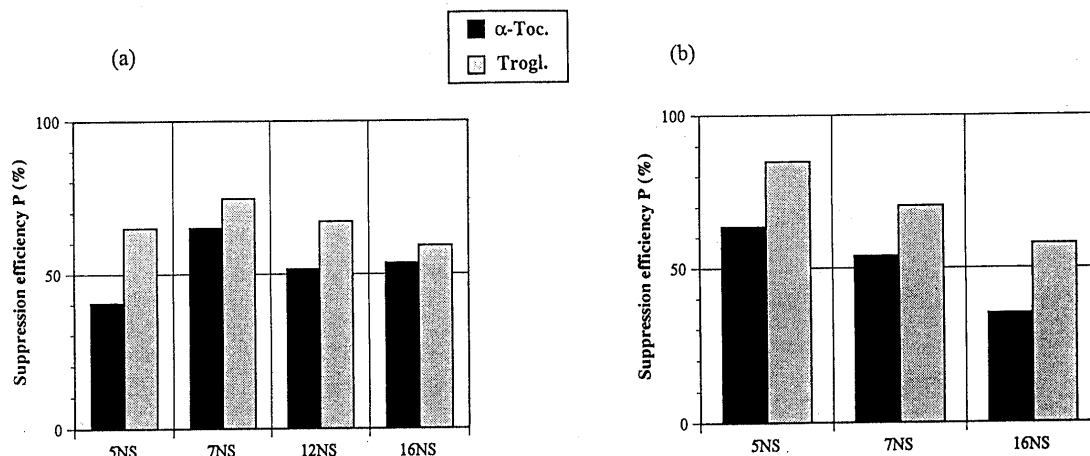 α-Toc.
Trogl.
(a)
Suppression efficiency P (%)
100
50
0
5NS 7NS 12NS 16NS
(b)
Suppression efficiency P (%)
100
50
0
5NS 7NS 16NS